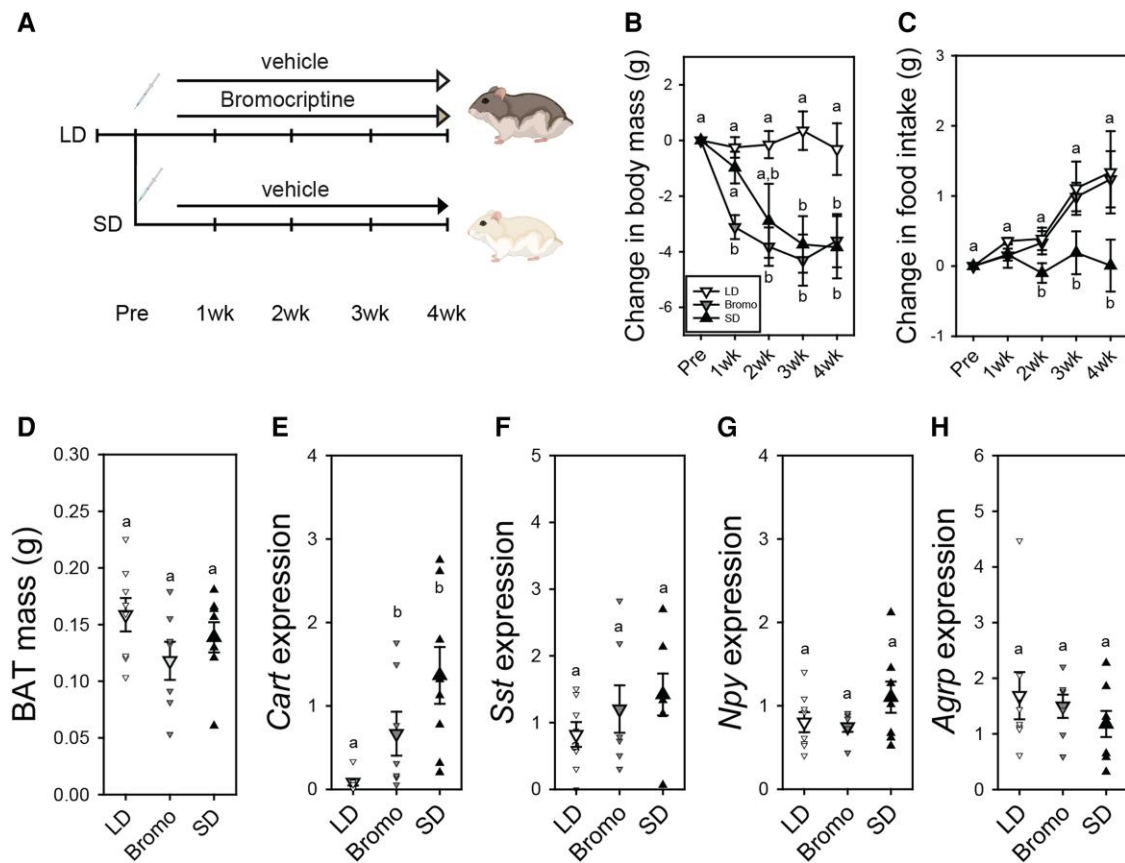 A
vehicle
Bromocriptine
LD
vehicle
SD
Pre 1wk 2wk 3wk 4wk
B
Change in body mass (g)
2
0
-2
-4
-6
a a a a a
a,b
a
b b
b b b b
LD
Bromo
SD
Pre 1wk 2wk 3wk 4wk
C
Change in food intake (g)
3
2
1
0
-1
a a a a a
b b b
Pre 1wk 2wk 3wk 4wk
D
BAT mass (g)
0.30
0.25
0.20
0.15
0.10
0.05
0.00
a a a
LD Bromo SD
E
Cart expression
4
3
2
1
0
a b b
LD Bromo SD
F
Sst expression
5
4
3
2
1
0
a a a
LD Bromo SD
G
Npy expression
4
3
2
1
0
a a a
LD Bromo SD
H
Agrp expression
6
5
4
3
2
1
0
a a a
LD Bromo SD